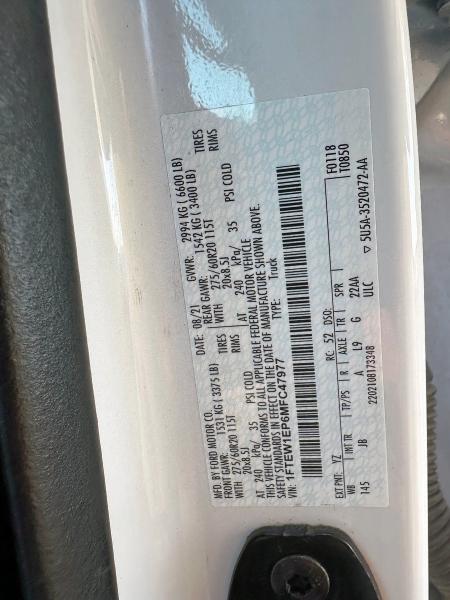 MFD. BY FORD MOTOR CO.
08/21 GVWR: 2994 KG (6600 LB)
FRONT GAWR: 1531 KG (3375 LB) REAR GAWR: 1542 KG (3400 LB)
275/60R20 115T TIRES WITH 275/60R20 115T TIRES
WITH 20x8.5J RIMS 20x8.5J RIMS
AT 240 kPa/ 35 PSI COLD AT 240 kPa/ 35 PSI COLD
THIS VEHICLE CONFORMS TO ALL APPLICABLE FEDERAL MOTOR VEHICLE
SAFETY STANDARDS IN EFFECT ON THE DATE OF MANUFACTURE SHOWN ABOVE.
VIN: 1FTEW1EP6MFC47977 TYPE: Truck
EXT PNT: YZ RC: 52 DSO: F0118
WB INT TR TP/PS R AXLE TR SPR T0850
145 JB A L9 G 22AA
2202108173348 ULC ▽ 5U5A-3520472-AA